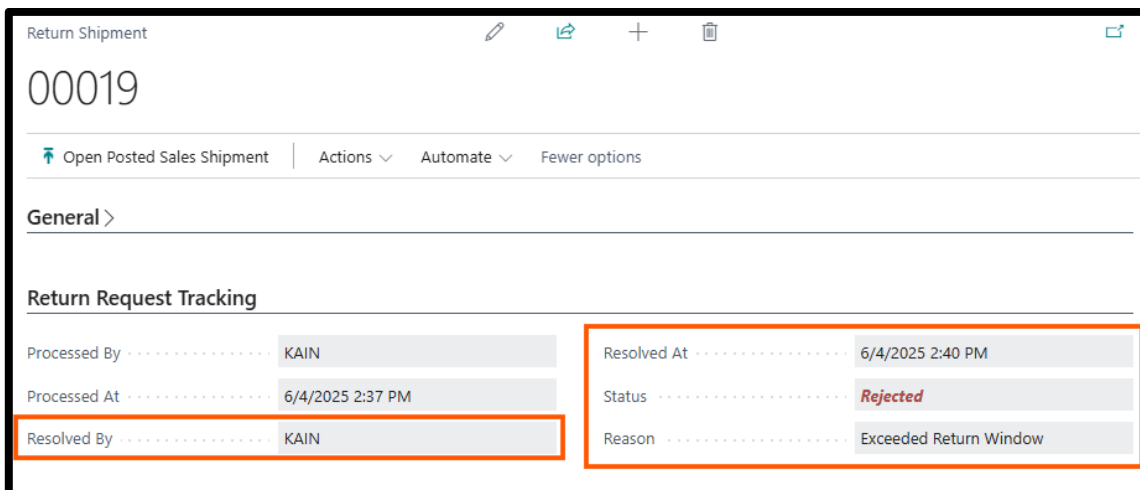 Return Shipment
00019
Open Posted Sales Shipment Actions Automate Fewer options
General
Return Request Tracking
Processed By KAIN
Processed At 6/4/2025 2:37 PM
Resolved By KAIN
Resolved At 6/4/2025 2:40 PM
Status Rejected
Reason Exceeded Return Window